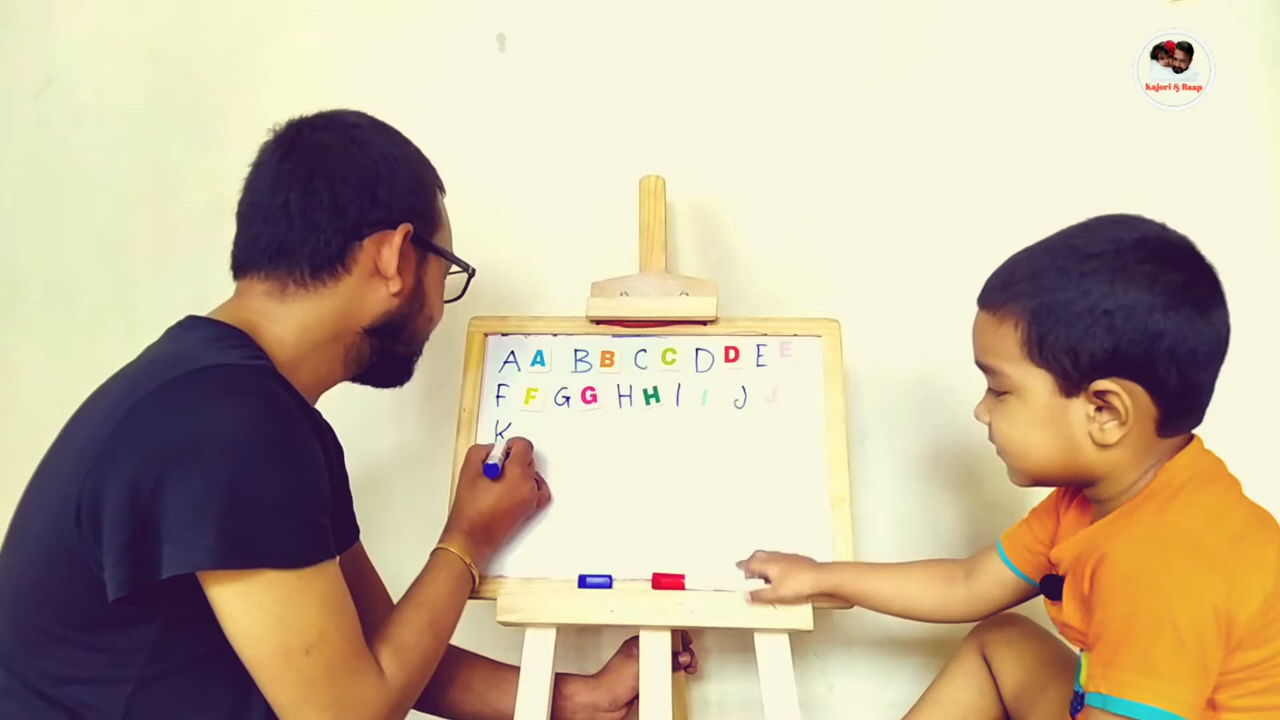 Kajori & Baap
A A B B C C D D E E
F F G G H H I I J J
K